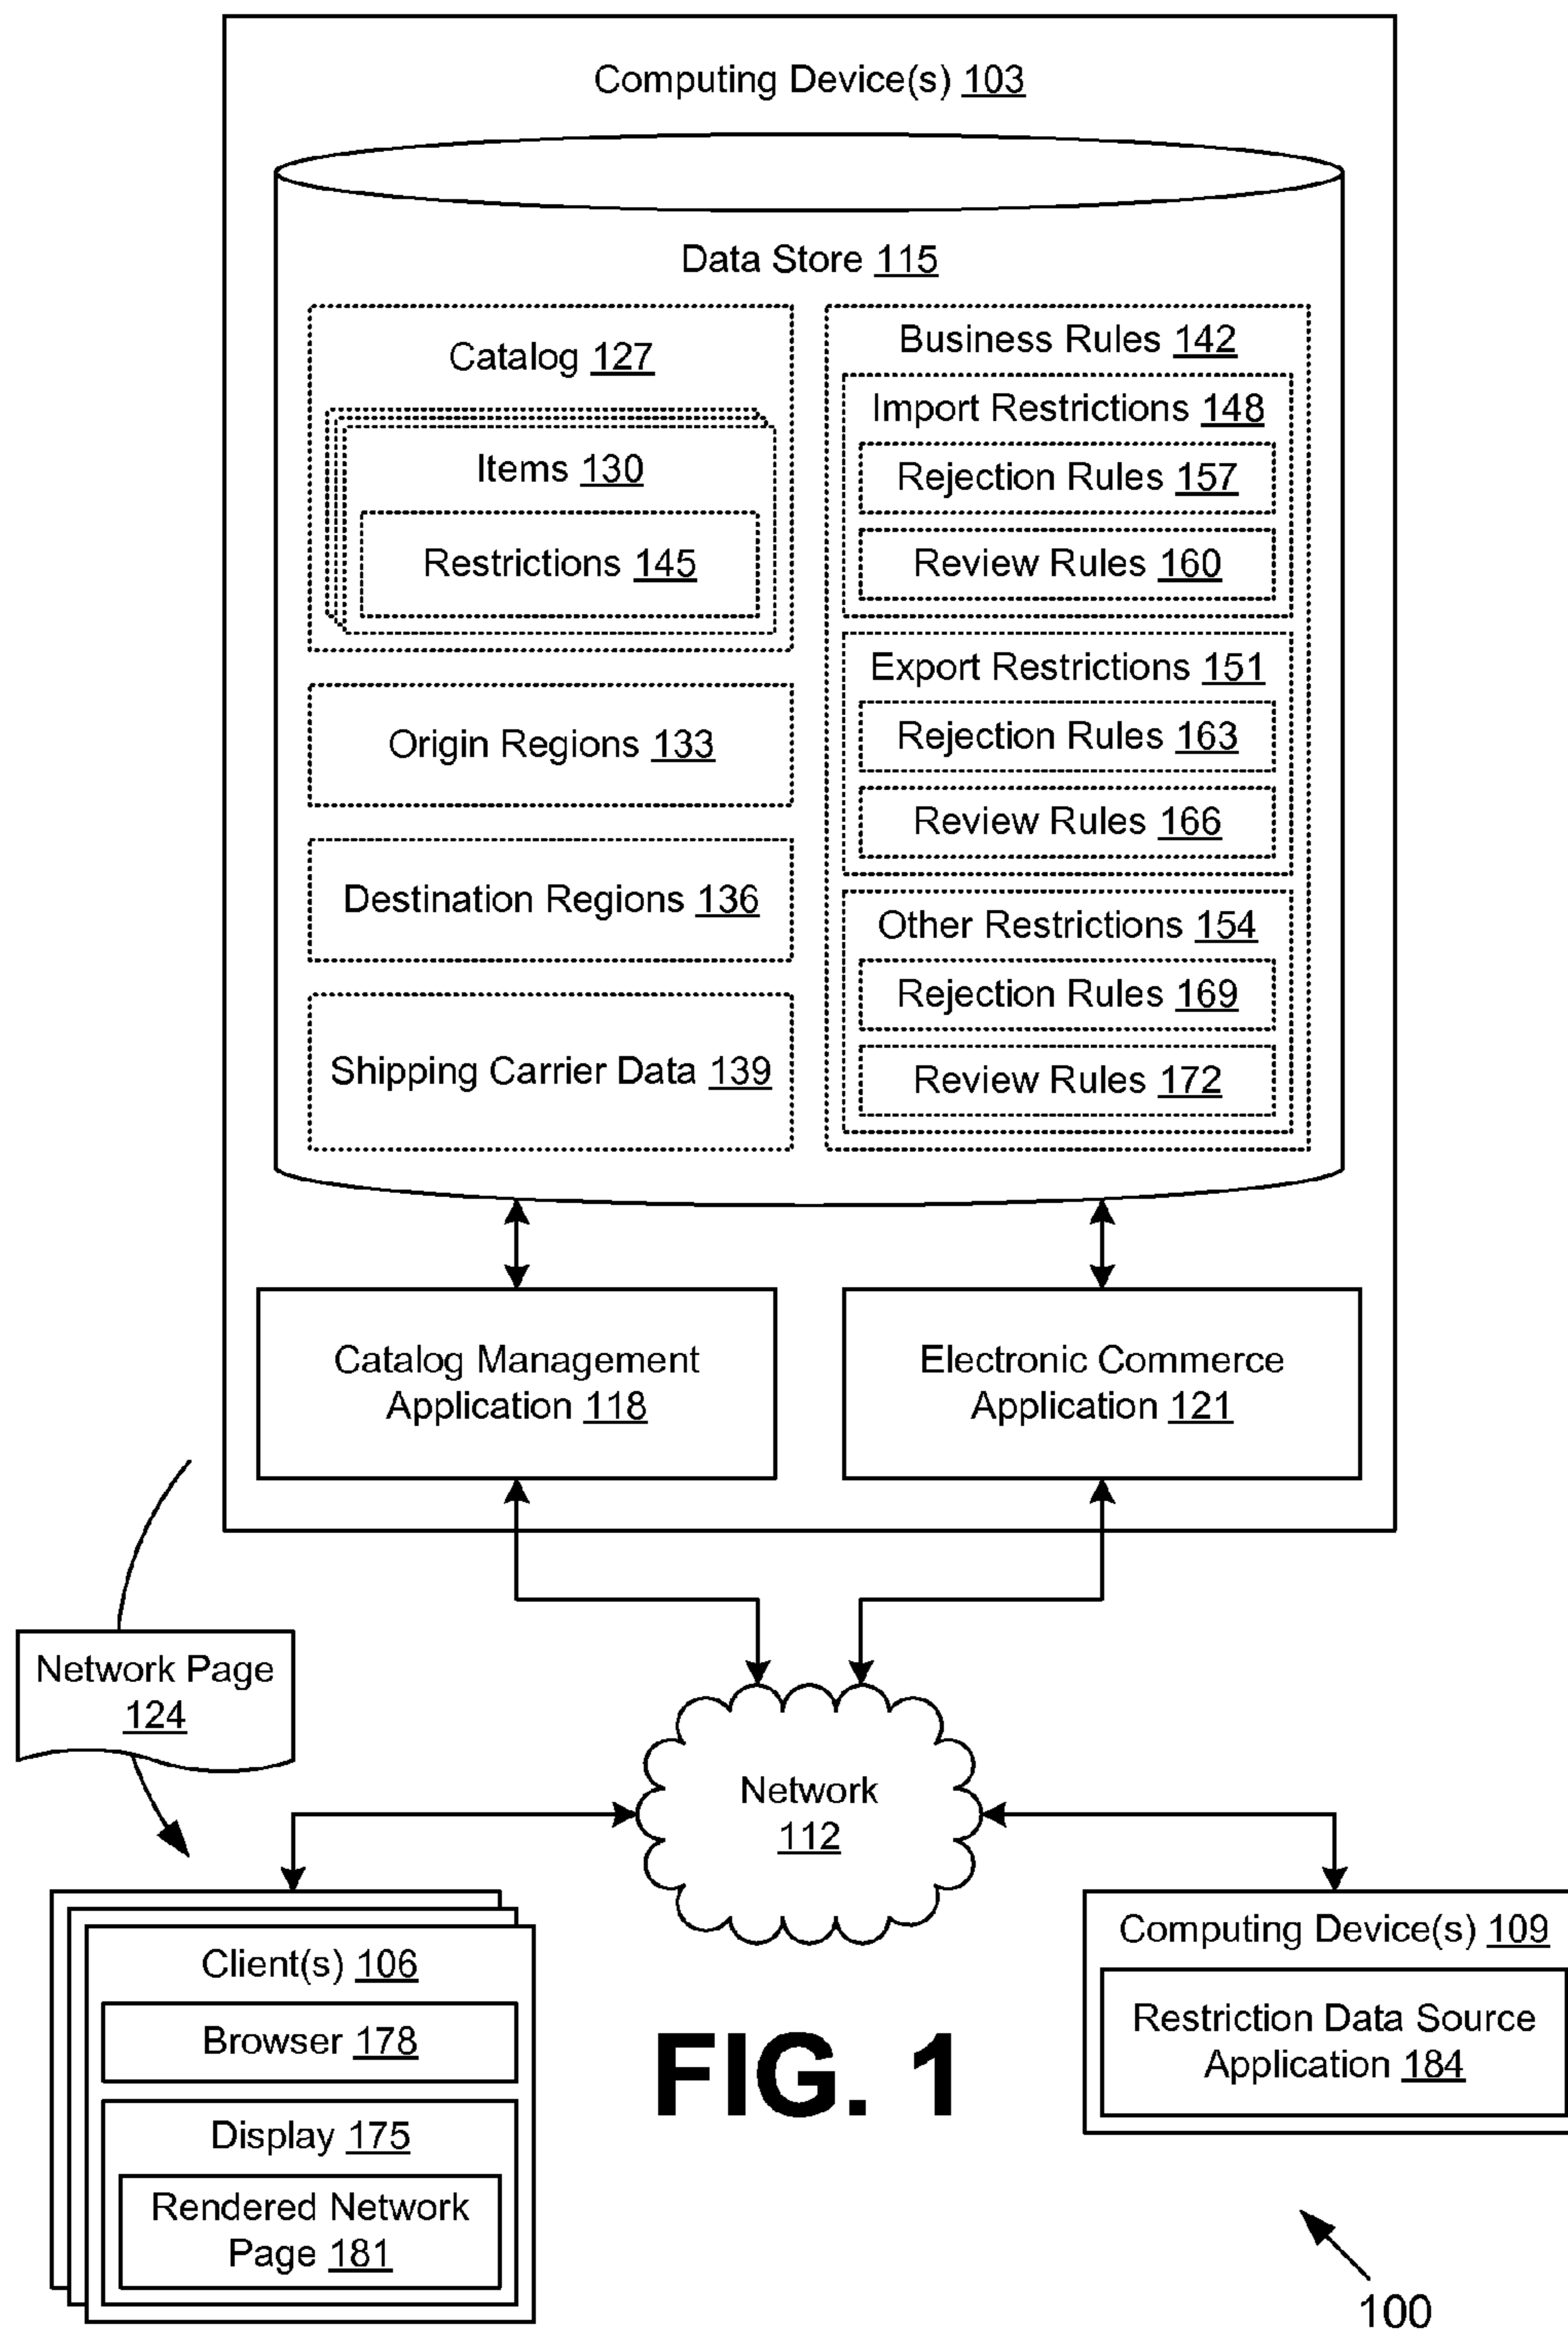 Computing Device(s) 103
Data Store 115
Catalog 127
Items 130
Restrictions 145
Origin Regions 133
Destination Regions 136
Shipping Carrier Data 139
Business Rules 142
Import Restrictions 148
Rejection Rules 157
Review Rules 160
Export Restrictions 151
Rejection Rules 163
Review Rules 166
Other Restrictions 154
Rejection Rules 169
Review Rules 172
Catalog Management
Application 118
Electronic Commerce
Application 121
Network Page
124
Network
112
Client(s) 106
Browser 178
Display 175
Rendered Network
Page 181
Computing Device(s) 109
Restriction Data Source
Application 184
FIG. 1
100